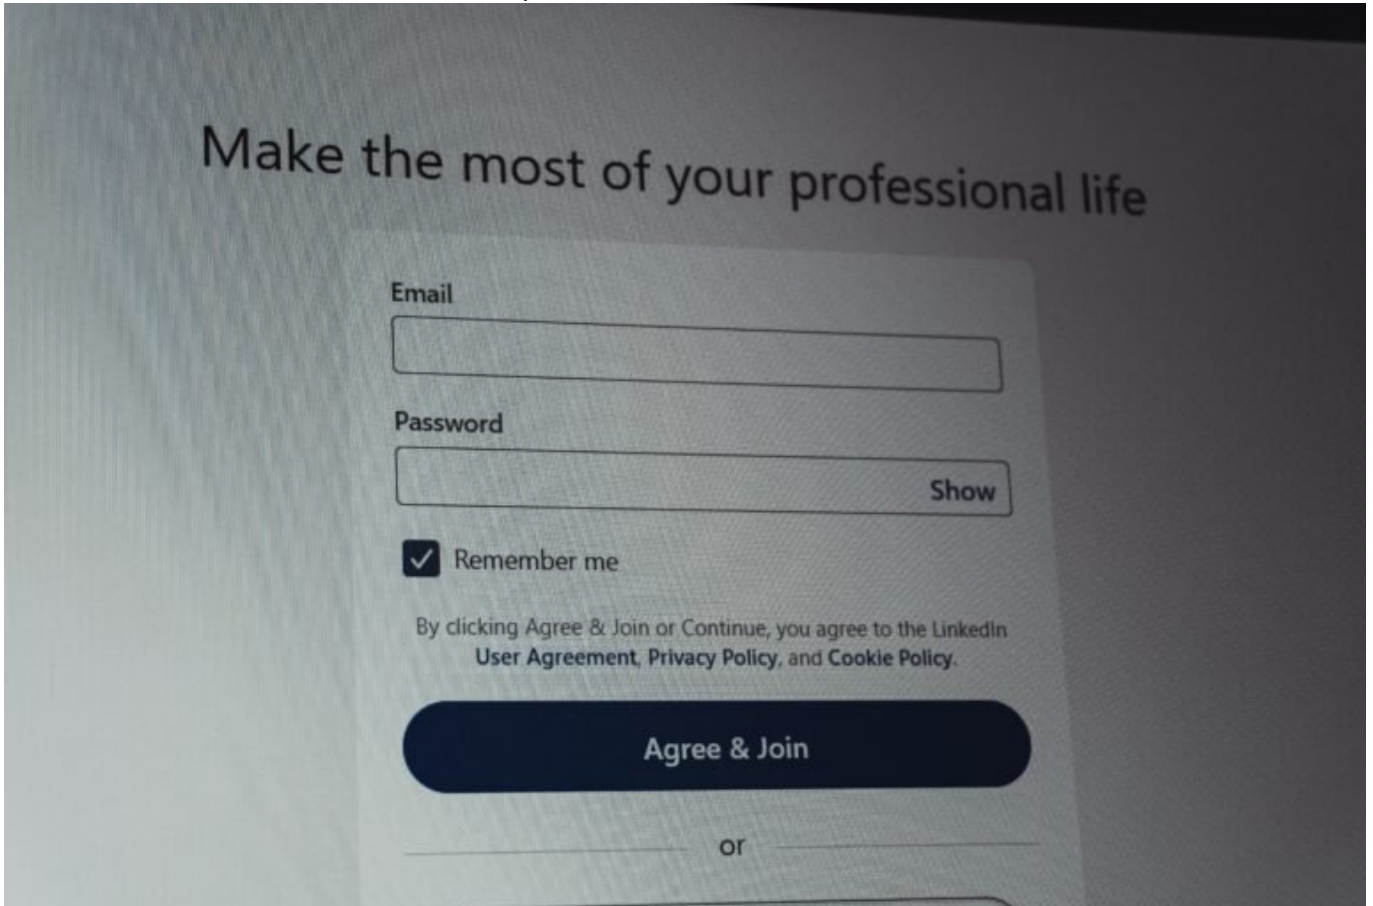 Make the most of your professional life
Email
Password
Show
Remember me
By clicking Agree & Join or Continue, you agree to the LinkedIn
User Agreement, Privacy Policy, and Cookie Policy.
Agree & Join
or